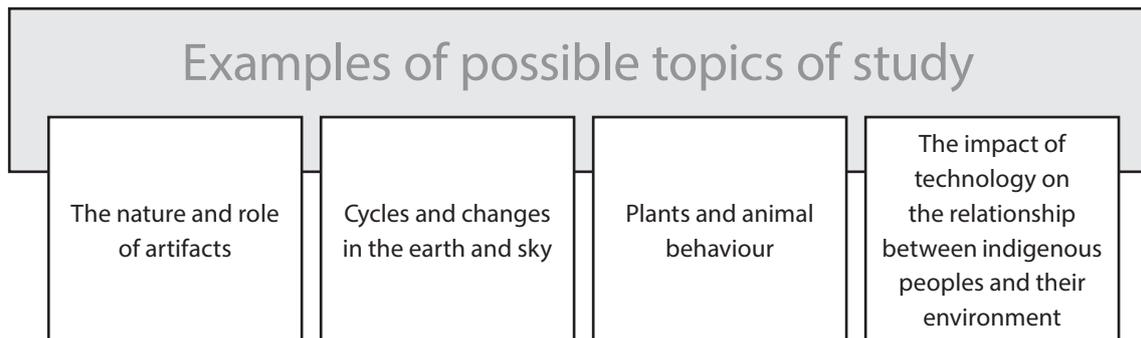 Examples of possible topics of study
The nature and role
of artifacts
Cycles and changes
in the earth and sky
Plants and animal
behaviour
The impact of
technology on
the relationship
between indigenous
peoples and their
environment